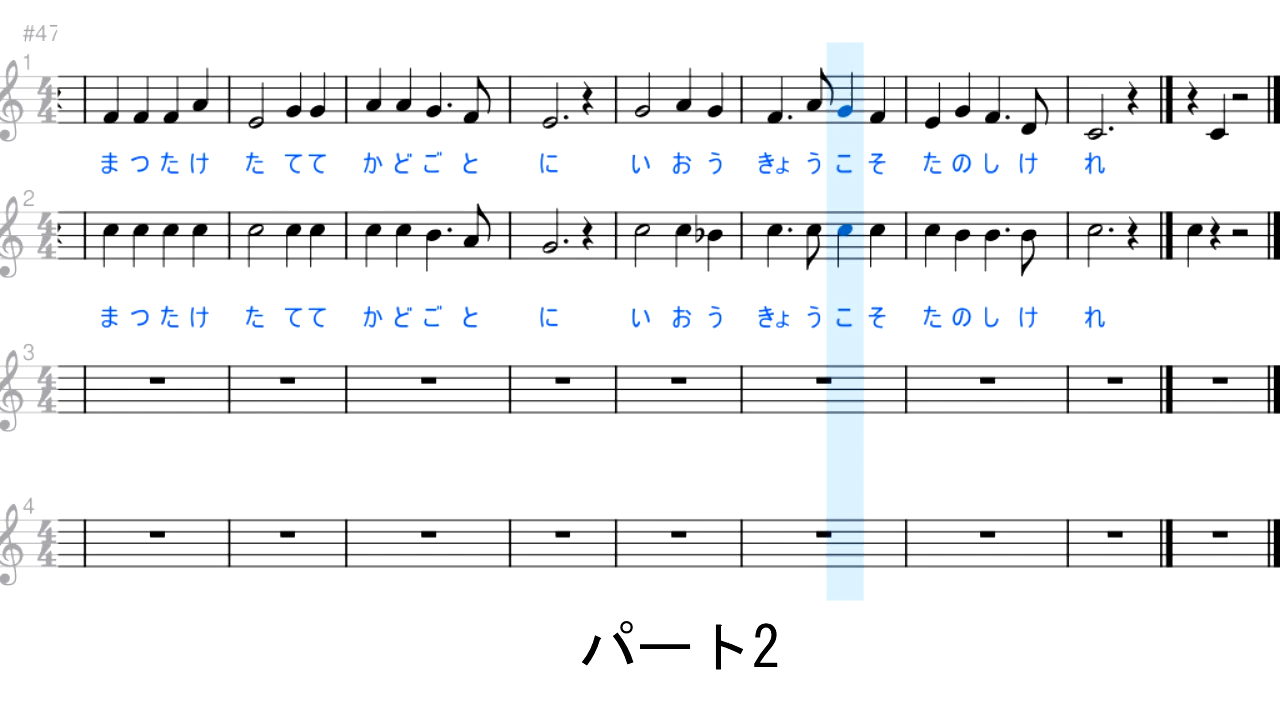 #47
1
まつたけ たてて かどごと に いおう きょうこそ たのしけ れ
2
まつたけ たてて かどごと に いおう きょうこそ たのしけ れ
3
4
パート2